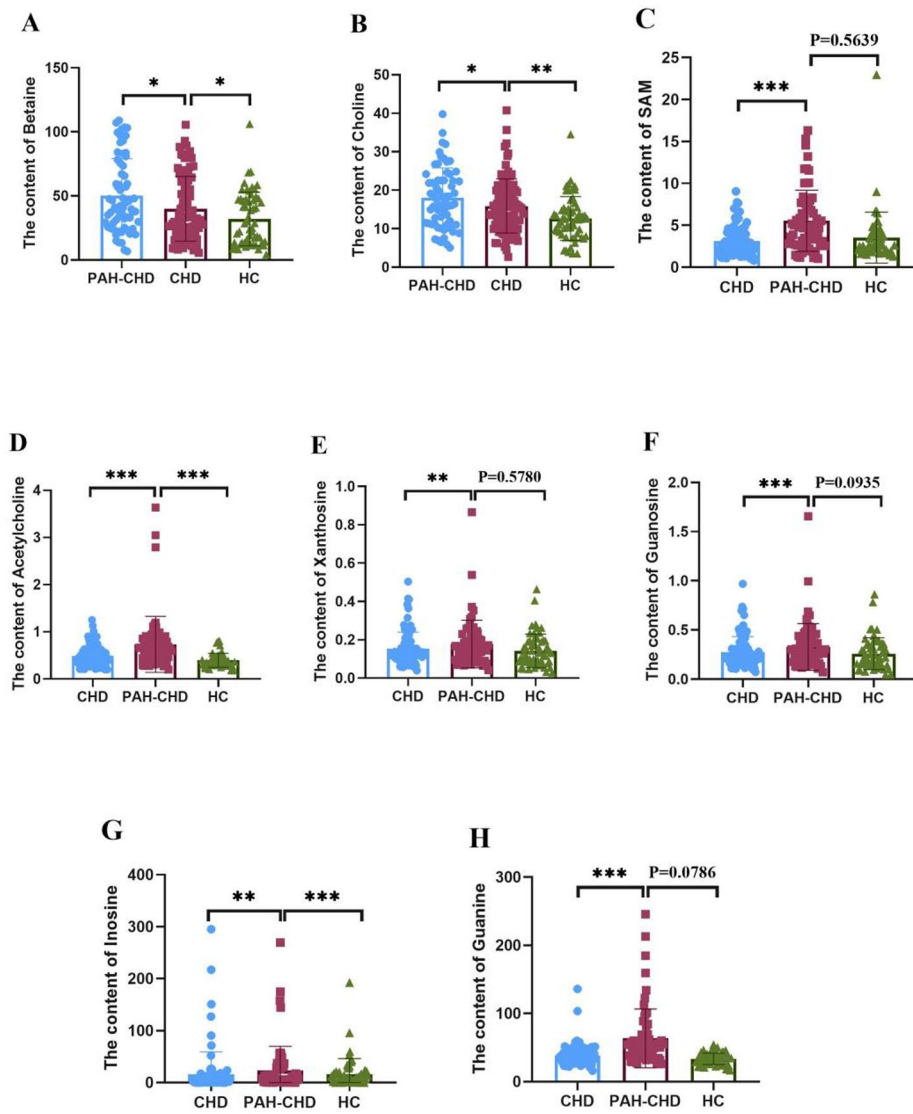 A
The content of Betaine
150
100
50
0
*
*
PAH-CHD CHD HC
B
The content of Choline
50
40
30
20
10
0
*
**
PAH-CHD CHD HC
C
The content of SAM
25
20
15
10
5
0
***
P=0.5639
CHD PAH-CHD HC
D
The content of Acetylcholine
4
3
2
1
0
***
***
CHD PAH-CHD HC
E
The content of Xanthosine
1.0
0.8
0.6
0.4
0.2
0.0
**
P=0.5780
CHD PAH-CHD HC
F
The content of Guanosine
2.0
1.5
1.0
0.5
0.0
***
P=0.0935
CHD PAH-CHD HC
G
The content of Inosine
400
300
200
100
0
**
***
CHD PAH-CHD HC
H
The content of Guanine
300
200
100
0
***
P=0.0786
CHD PAH-CHD HC